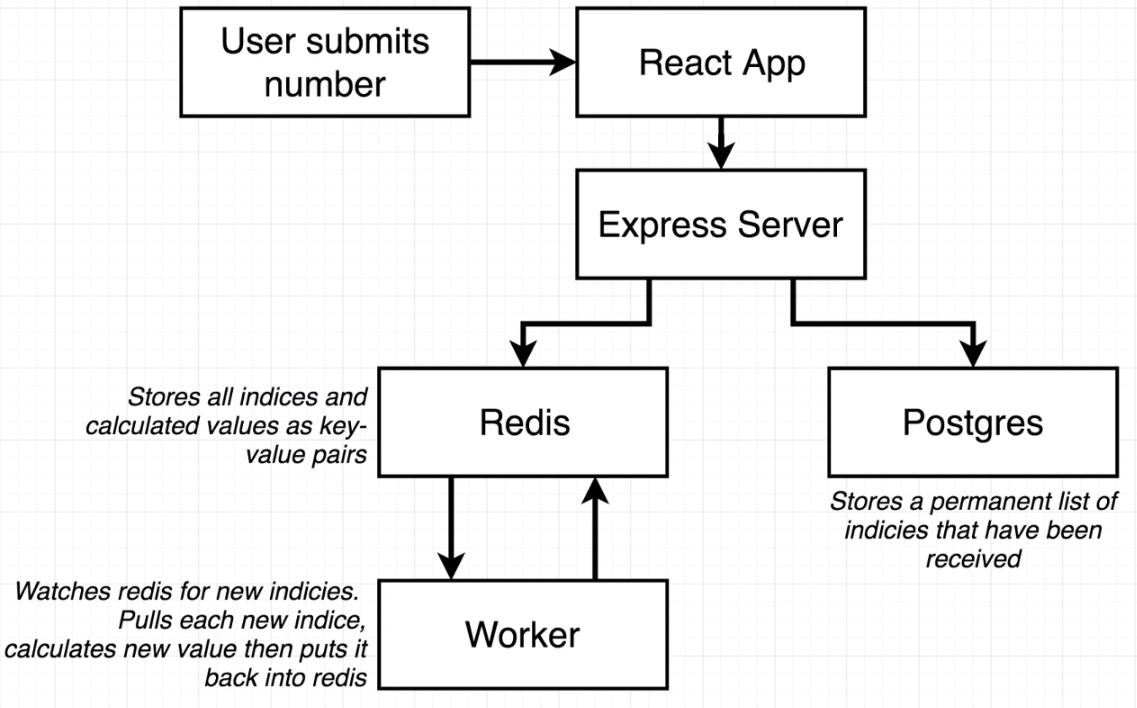 User submits
number
React App
Express Server
Stores all indices and
calculated values as key-
value pairs
Redis
Postgres
Stores a permanent list of
indicies that have been
received
Watches redis for new indicies.
Pulls each new indice,
calculates new value then puts it
back into redis
Worker